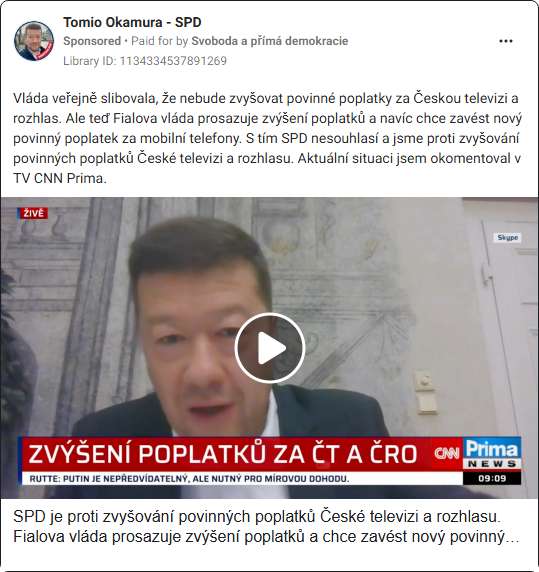 Tomio Okamura - SPD
Sponsored • Paid for by Svoboda a přímá demokracie
Library ID: 1134334537891269
Vláda veřejně slibovala, že nebude zvyšovat povinné poplatky za Českou televizi a
rozhlas. Ale teď Fialova vláda prosazuje zvýšení poplatků a navíc chce zavést nový
povinný poplatek za mobilní telefony. S tím SPD nesouhlasí a jsme proti zvyšování
povinných poplatků České televizi a rozhlasu. Aktuální situaci jsem okomentoval v
TV CNN Prima.
ŽIVĚ
Skype
ZVÝŠENÍ POPLATKŮ ZA ČT A ČRO
CNN Prima
NEWS
RUTTE: PUTIN JE NEPŘEDVÍDATELNÝ, ALE NUTNÝ PRO MÍROVOU DOHODU.
09:09
SPD je proti zvyšování povinných poplatků České televizi a rozhlasu.
Fialova vláda prosazuje zvýšení poplatků a chce zavést nový povinný…